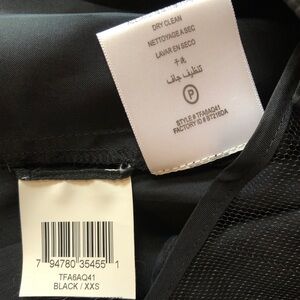 DRY CLEAN
NETTOYAGE A SEC
LAVAR EN SECO
干洗
تنظيف جاف
P
STYLE # TFA6AQ41
FACTORY ID # ST216DA
7 94780 35455 1
TFA6AQ41
BLACK / XXS